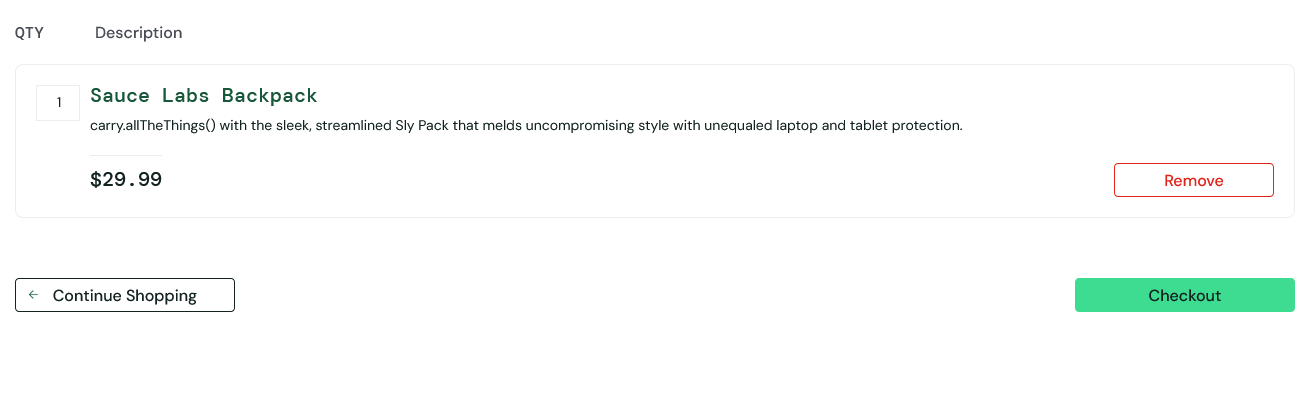 QTY Description
1 Sauce Labs Backpack
carry.allTheThings() with the sleek, streamlined Sly Pack that melds uncompromising style with unequaled laptop and tablet protection.
$29.99 Remove
← Continue Shopping Checkout